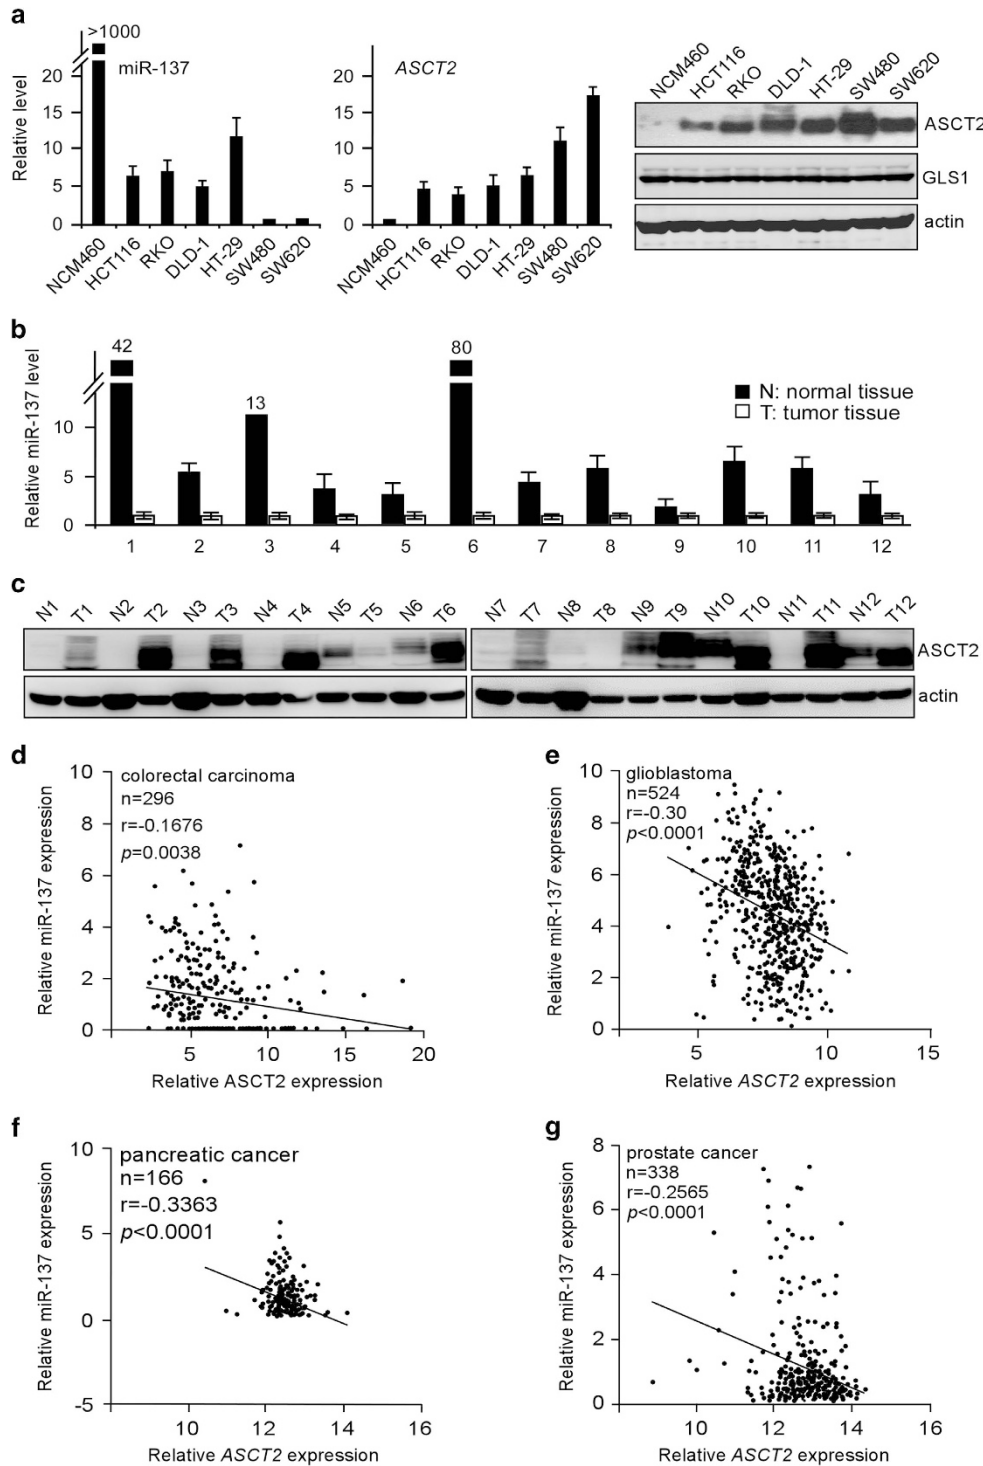 a
>1000
miR-137
Relative level
20
15
10
5
0
NCM460
HCT116
RKO
DLD-1
HT-29
SW480
SW620
ASCT2
20
15
10
5
0
NCM460
HCT116
RKO
DLD-1
HT-29
SW480
SW620
NCM460
HCT116
RKO
DLD-1
HT-29
SW480
SW620
ASCT2
GLS1
actin
b
Relative miR-137 level
42
13
80
N: normal tissue
T: tumor tissue
10
5
0
1 2 3 4 5 6 7 8 9 10 11 12
c
N1 T1 N2 T2 N3 T3 N4 T4 N5 T5 N6 T6 N7 T7 N8 T8 N9 T9 N10 T10 N11 T11 N12 T12
ASCT2
actin
d
colorectal carcinoma
n=296
r=-0.1676
p=0.0038
Relative miR-137 expression
10
8
6
4
2
0
5 10 15 20
Relative ASCT2 expression
e
glioblastoma
n=524
r=-0.30
p<0.0001
Relative miR-137 expression
10
8
6
4
2
0
5 10 15
Relative ASCT2 expression
f
pancreatic cancer
n=166
r=-0.3363
p<0.0001
Relative miR-137 expression
10
5
0
-5
10 12 14 16
Relative ASCT2 expression
g
prostate cancer
n=338
r=-0.2565
p<0.0001
Relative miR-137 expression
8
6
4
2
0
10 12 14 16
Relative ASCT2 expression